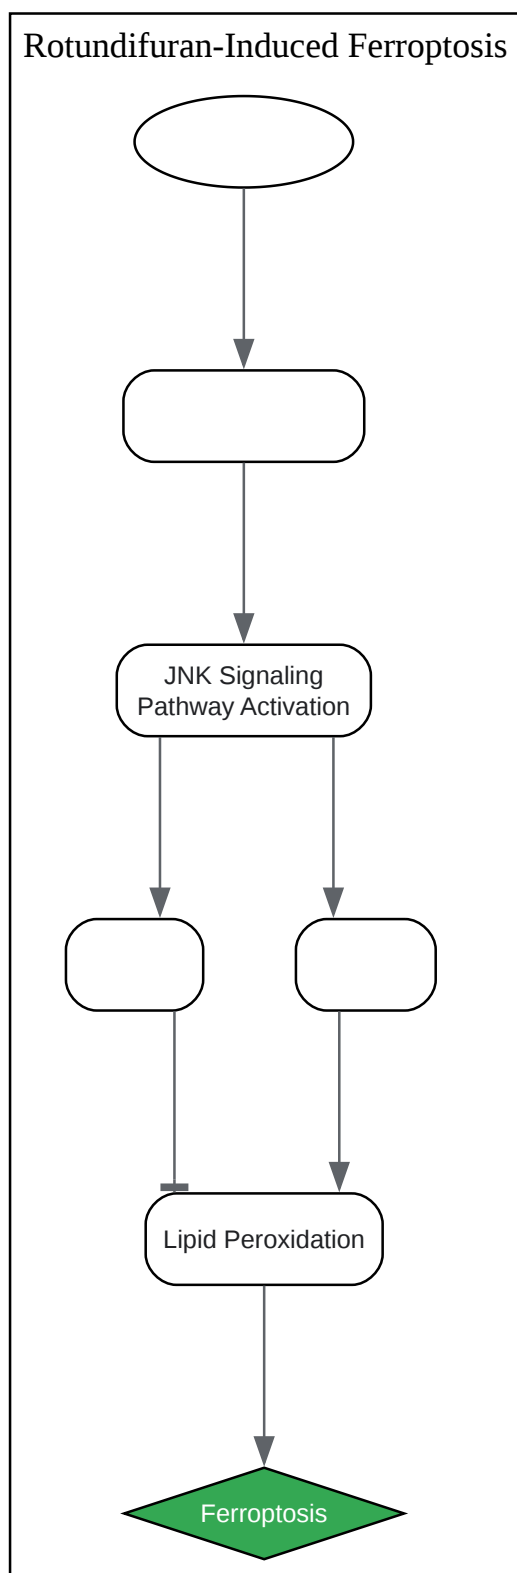 Rotundifuran-Induced Ferroptosis
JNK Signaling
Pathway Activation
Lipid Peroxidation
Ferroptosis